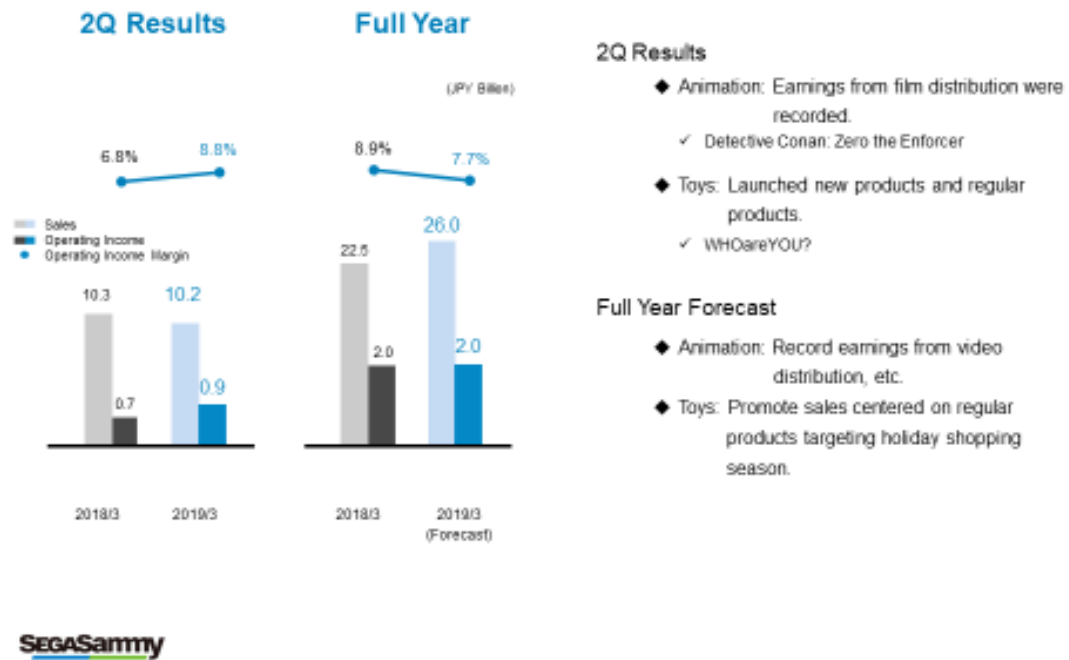 2Q Results
Full Year
(JPY Billion)
6.8%
8.8%
8.9%
7.7%
Sales
Operating Income
Operating Income Margin
10.3
10.2
0.7
0.9
22.5
26.0
2.0
2.0
2018/3
2019/3
2018/3
2019/3
(Forecast)
2Q Results
◆ Animation: Earnings from film distribution were
recorded.
✓ Detective Conan: Zero the Enforcer
◆ Toys: Launched new products and regular
products.
✓ WHOareYOU?
Full Year Forecast
◆ Animation: Record earnings from video
distribution, etc.
◆ Toys: Promote sales centered on regular
products targeting holiday shopping
season.
SEGASammy